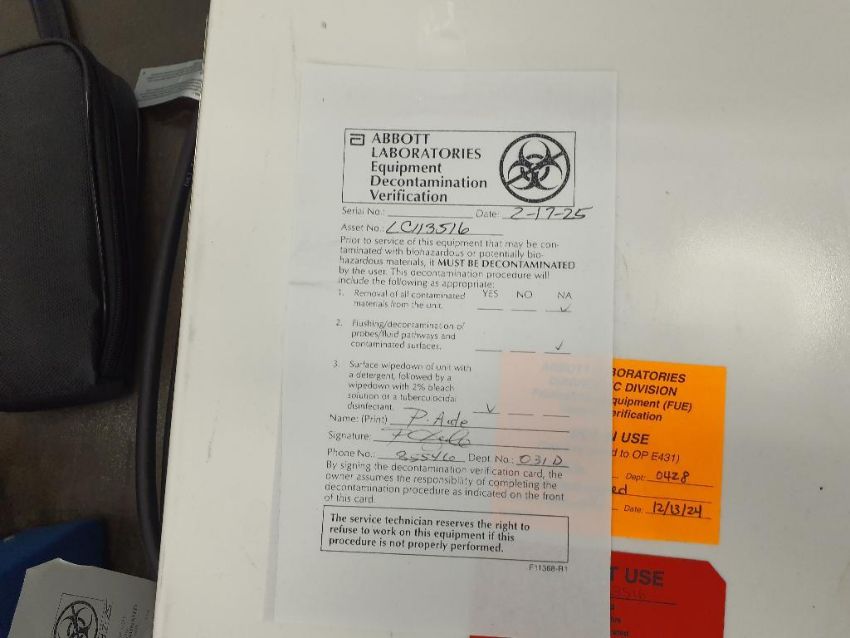 ABBOTT
LABORATORIES
Equipment
Decontamination
Verification
Serial No.: Date: 2-17-25
Asset No. LC113516
Prior to service of this equipment that may be con-
taminated with biohazardous or potentially bio-
hazardous materials, it MUST BE DECONTAMINATED
by the user. This decontamination procedure will
include the following as appropriate:
YES NO NA
1. Removal of all contaminated
materials from the unit.
2. Flushing/decontamination of
probes/fluid pathways and
contaminated surfaces.
3. Surface wipedown of unit with
a detergent, followed by a
wipedown with 2% bleach
solution or a tuberculocidal
disinfectant.
Name: (Print) P.
Signature:
Phone No.: Dept No.: 031D
By signing the decontamination verification card, the
owner assumes the responsiblity of completing the
decontamination procedure as indicated on the front
of this card.
The service technician reserves the right to
refuse to work on this equipment if this
procedure is not properly performed.
F11368-R1
BORATORIES
C DIVISION
quipment (FUE)
erification
N USE
d to OP E431)
Dept: 0428
ed
Date: 12/13/24
T USE
3516